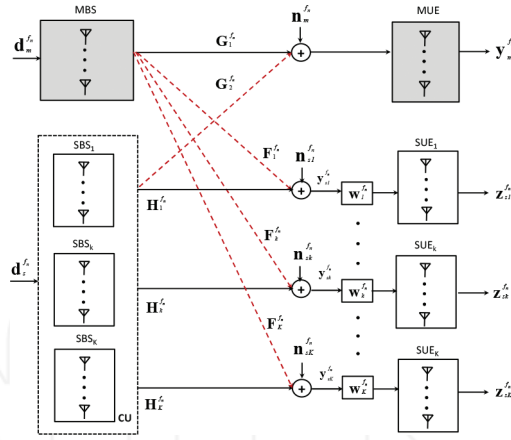 MBS
n_m^{f_n}
MUE
d_m^{f_n}
G_1^{f_n}
y_m^{f_n}
G_2^{f_n}
SBS_1
F_1^{f_n}
n_{s1}^{f_n}
SUE_1
y_{s1}^{f_n}
w_1^{f_n}
z_{s1}^{f_n}
H_1^{f_n}
SBS_k
F_k^{f_n}
n_{sk}^{f_n}
SUE_k
d_s^{f_n}
y_{sk}^{f_n}
w_k^{f_n}
z_{sk}^{f_n}
H_k^{f_n}
SBS_K
F_K^{f_n}
n_{sK}^{f_n}
SUE_K
y_{sK}^{f_n}
w_K^{f_n}
z_{sK}^{f_n}
H_K^{f_n}
CU